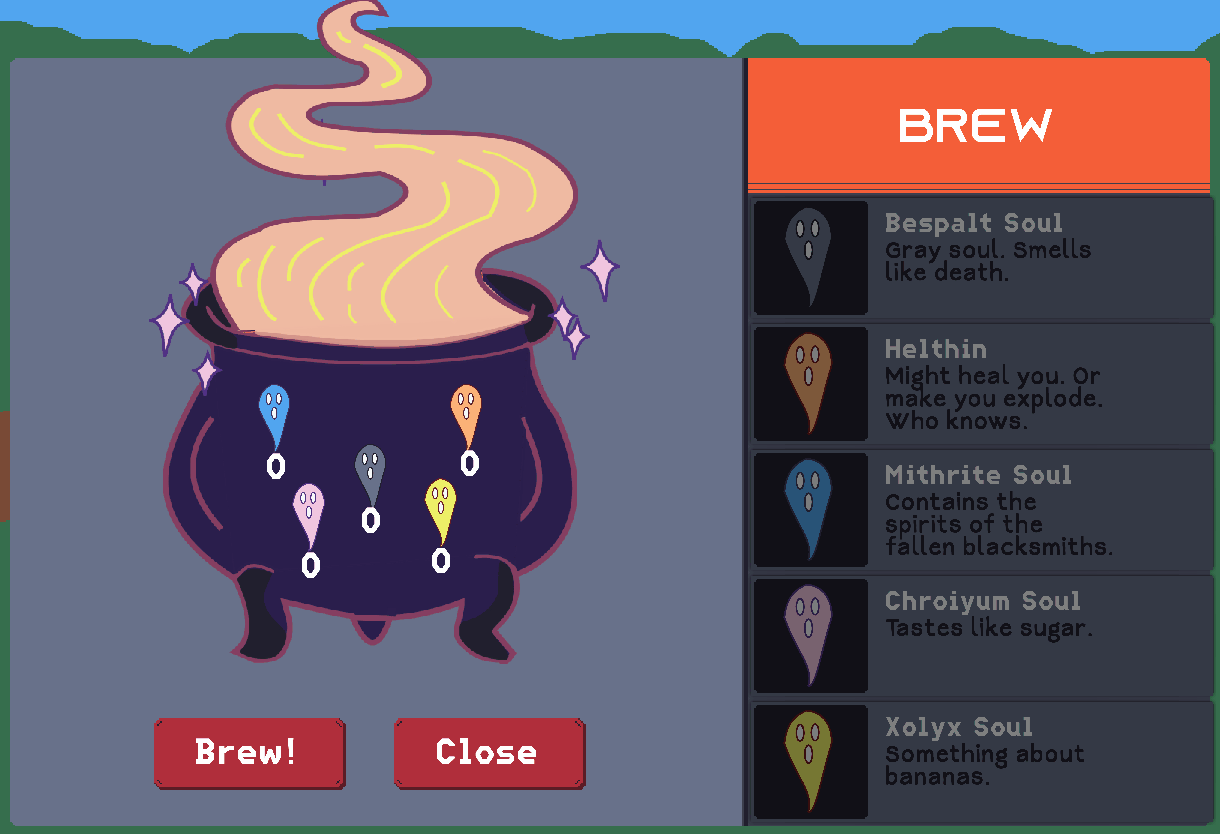 BREW
Bespalt Soul
Gray soul. Smells
like death.
Helthin
Might heal you. Or
make you explode.
Who knows.
Mithrite Soul
Contains the
spirits of the
fallen blacksmiths.
Chroiyum Soul
Tastes like sugar.
Xolyx Soul
Something about
bananas.
0
0
0
0
0
Brew!
Close